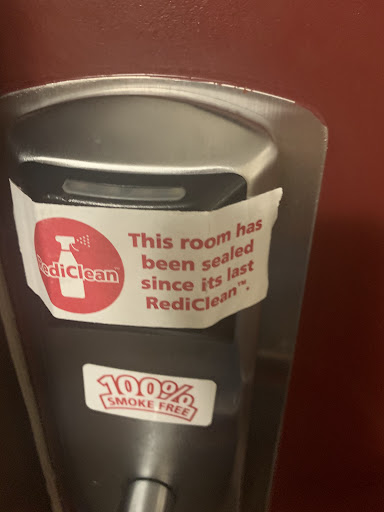 RediClean
This room has
been sealed
since its last
RediClean™.
100%
SMOKE FREE